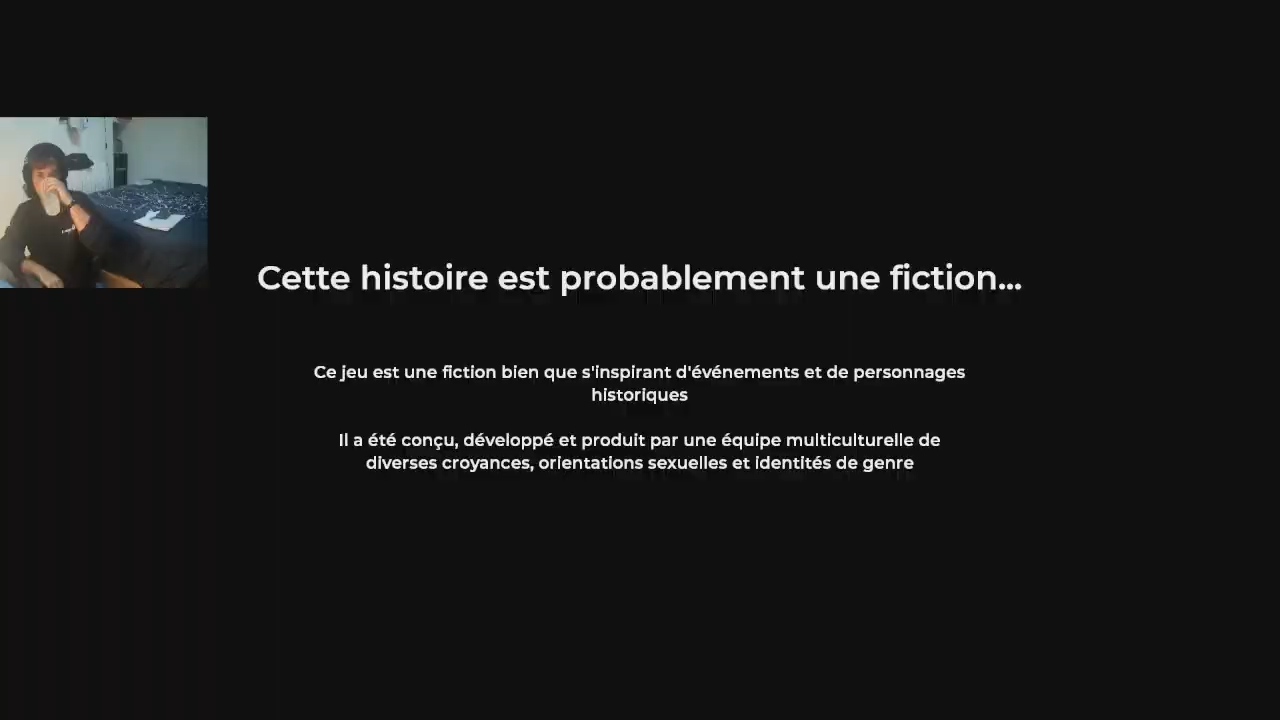 Cette histoire est probablement une fiction...
Ce jeu est une fiction bien que s'inspirant d'événements et de personnages
historiques
Il a été conçu, développé et produit par une équipe multiculturelle de
diverses croyances, orientations sexuelles et identités de genre